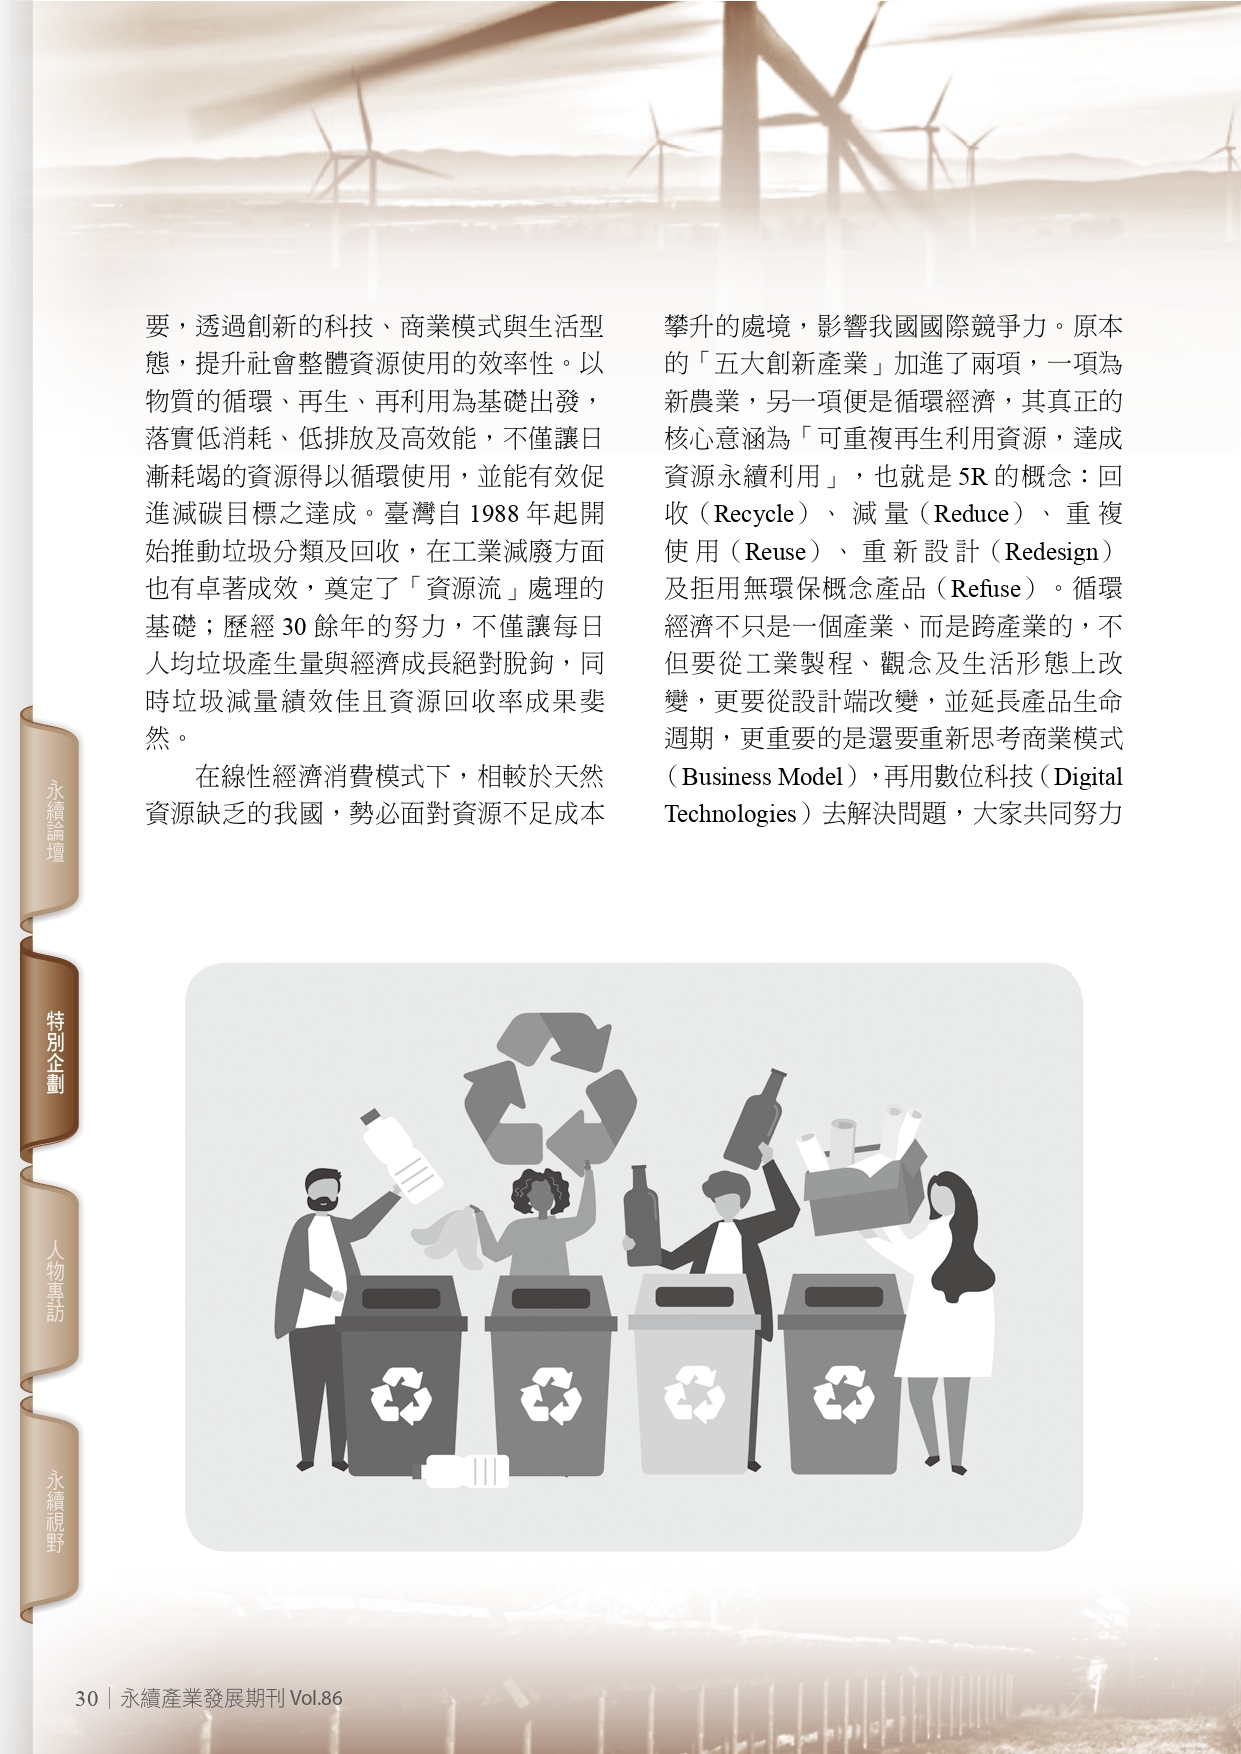 要，透過創新的科技、商業模式與生活型
態，提升社會整體資源使用的效率性。以
物質的循環、再生、再利用為基礎出發，
落實低消耗、低排放及高效能，不僅讓日
漸耗竭的資源得以循環使用，並能有效促
進減碳目標之達成。臺灣自 1988 年起開
始推動垃圾分類及回收，在工業減廢方面
也有卓著成效，奠定了「資源流」處理的
基礎；歷經 30 餘年的努力，不僅讓每日
人均垃圾產生量與經濟成長絕對脫鉤，同
時垃圾減量績效佳且資源回收率成果斐
然。
在線性經濟消費模式下，相較於天然
資源缺乏的我國，勢必面對資源不足成本
攀升的處境，影響我國國際競爭力。原本
的「五大創新產業」加進了兩項，一項為
新農業，另一項便是循環經濟，其真正的
核心意涵為「可重複再生利用資源，達成
資源永續利用」，也就是 5R 的概念：回
收（Recycle）、減量（Reduce）、重複
使用（Reuse）、重新設計（Redesign）
及拒用無環保概念產品（Refuse）。循環
經濟不只是一個產業、而是跨產業的，不
但要從工業製程、觀念及生活形態上改
變，更要從設計端改變，並延長產品生命
週期，更重要的是還要重新思考商業模式
（Business Model），再用數位科技（Digital
Technologies）去解決問題，大家共同努力
永續論壇
特別企劃
人物專訪
永續視野
30｜永續產業發展期刊 Vol.86